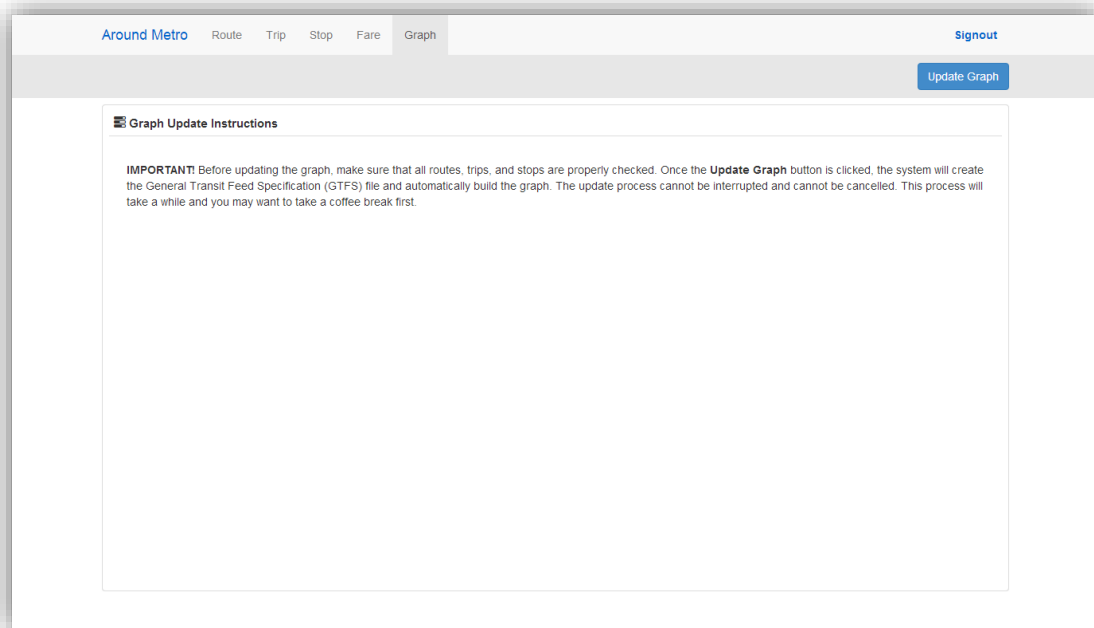 Around Metro Route Trip Stop Fare Graph Signout
Update Graph
Graph Update Instructions
IMPORTANT! Before updating the graph, make sure that all routes, trips, and stops are properly checked. Once the Update Graph button is clicked, the system will create
the General Transit Feed Specification (GTFS) file and automatically build the graph. The update process cannot be interrupted and cannot be cancelled. This process will
take a while and you may want to take a coffee break first.